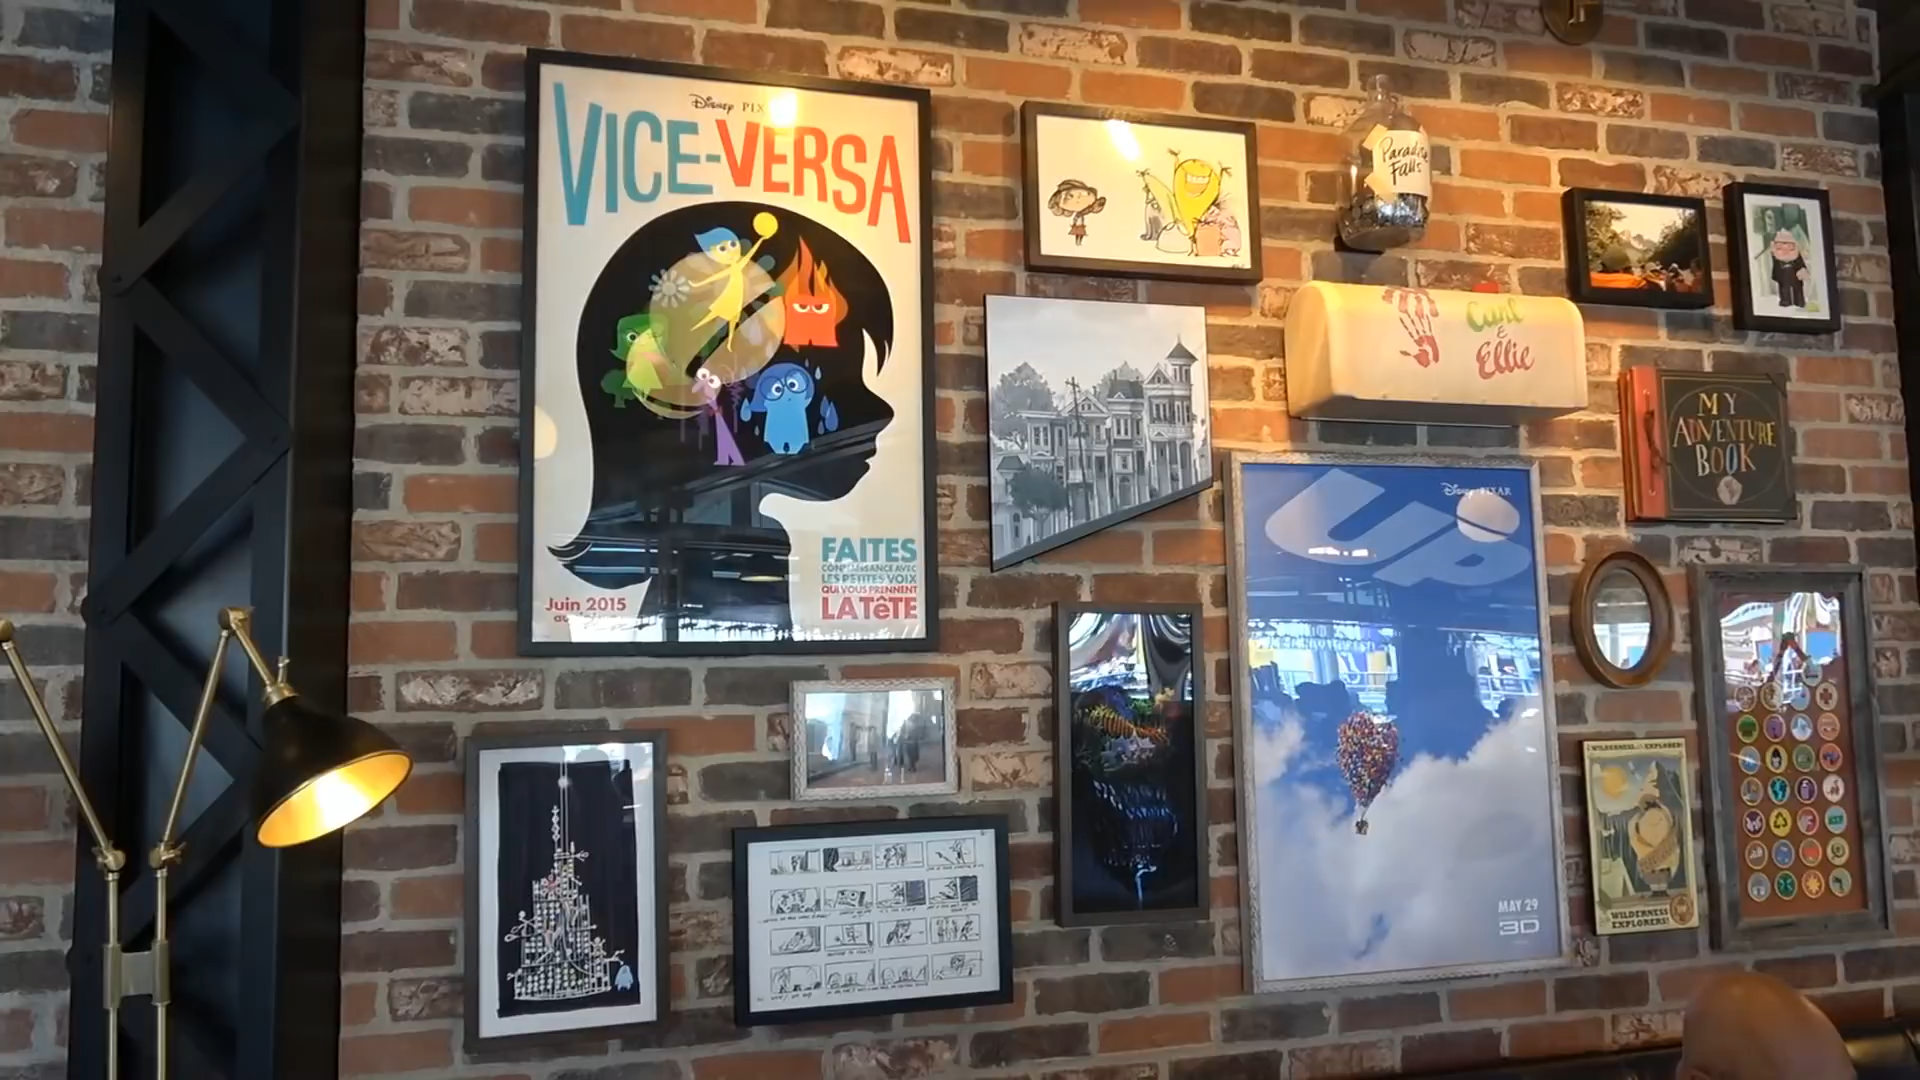 Disney PIX
VICE-VERSA
FAITES
CONNAISSANCE AVEC
LES PETITES VOIX
QUI VOUS PRENNENT
LA TêTE
Juin 2015
Paradise
Falls
Carl
&
Ellie
MY
ADVENTURE
BOOK
Disney PIXAR
UP
MAY 29
3D
WILDERNESS EXPLORER!
WILDERNESS
EXPLORERS!